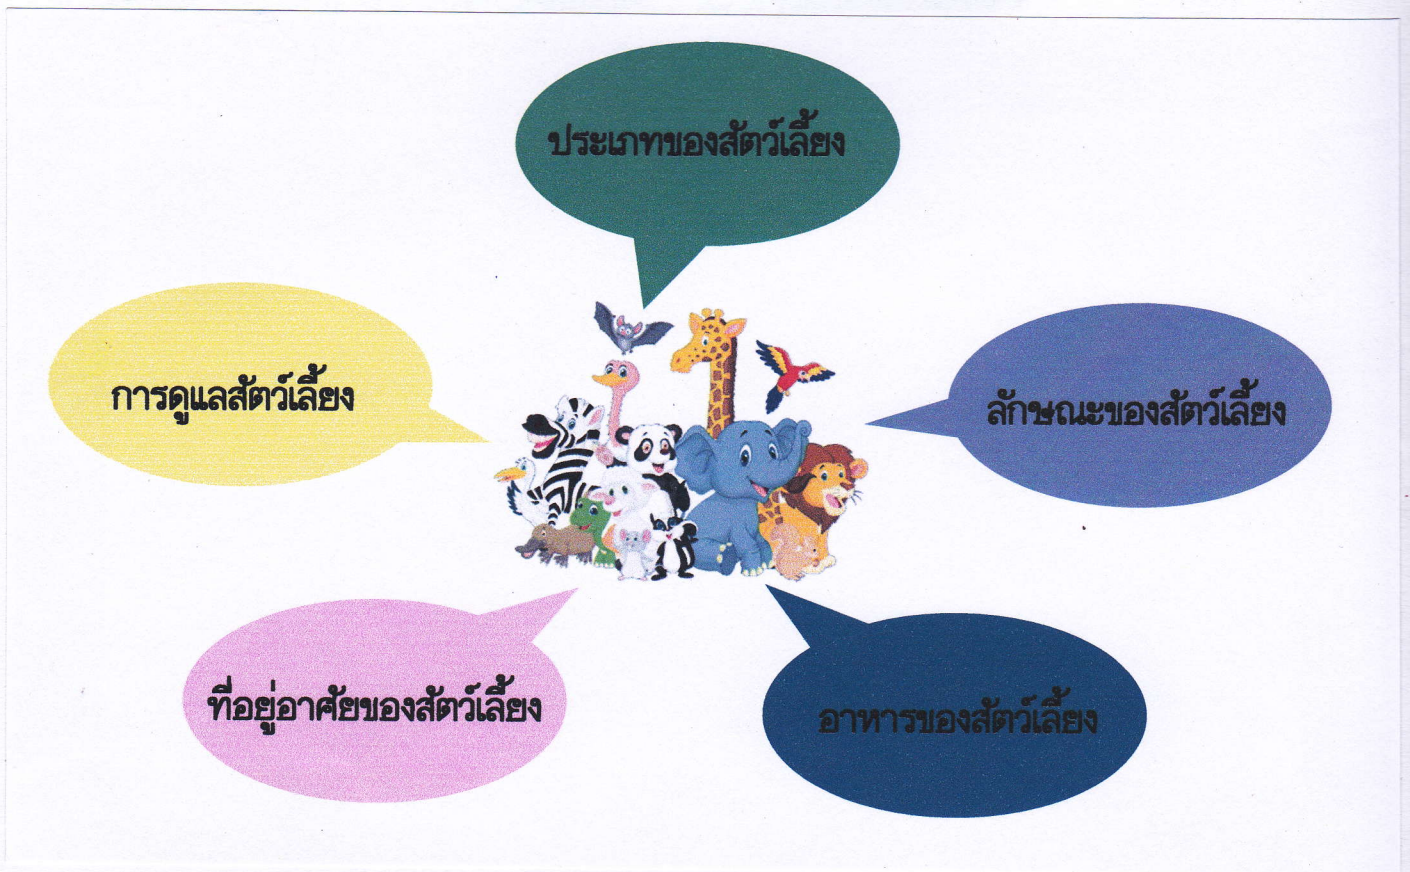 ประเภทของสัตว์เลี้ยง
การดูแลสัตว์เลี้ยง
ลักษณะของสัตว์เลี้ยง
ที่อยู่อาศัยของสัตว์เลี้ยง
อาหารของสัตว์เลี้ยง